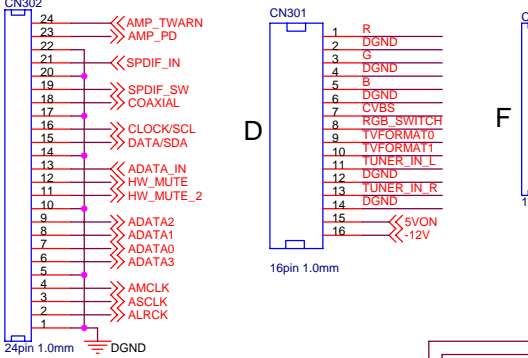 CN302
24 AMP_TWARN
23 AMP_PD
22
21 SPDIF_IN
20
19 SPDIF_SW
18 COAXIAL
17
16 CLOCK/SCL
15 DATA/SDA
14
13 ADATA_IN
12 HW_MUTE
11 HW_MUTE_2
10
9 ADATA2
8 ADATA1
7 ADATA0
6 ADATA3
5
4 AMCLK
3 ASCLK
2 ALRCK
1
24pin 1.0mm
DGND
D
CN301
1 R
2 DGND
3 G
4 DGND
5 B
6 DGND
7 CVBS
8 RGB_SWITCH
9 TVFORMAT0
10 TVFORMAT1
11 TUNER_IN_L
12 DGND
13 TUNER_IN_R
14 DGND
15 5VON
16 -12V
16pin 1.0mm
F
C
1